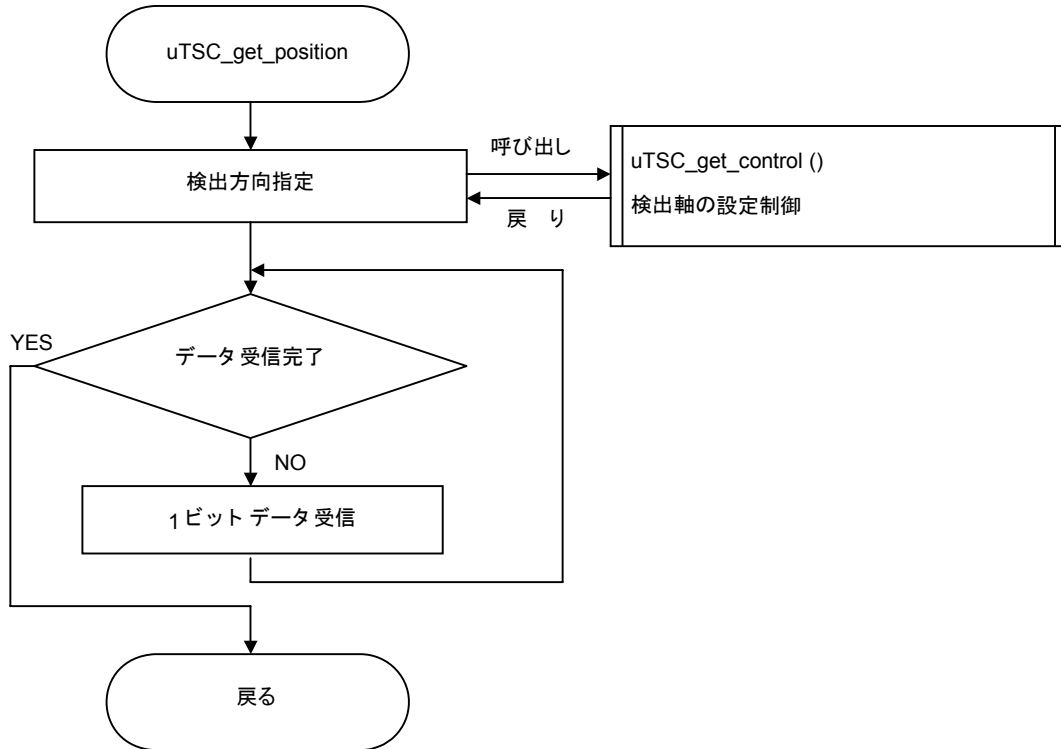 uTSC_get_position
検出方向指定
呼び出し
戻 り
uTSC_get_control ()
検出軸の設定制御
YES
データ受信完了
NO
1ビットデータ受信
戻る